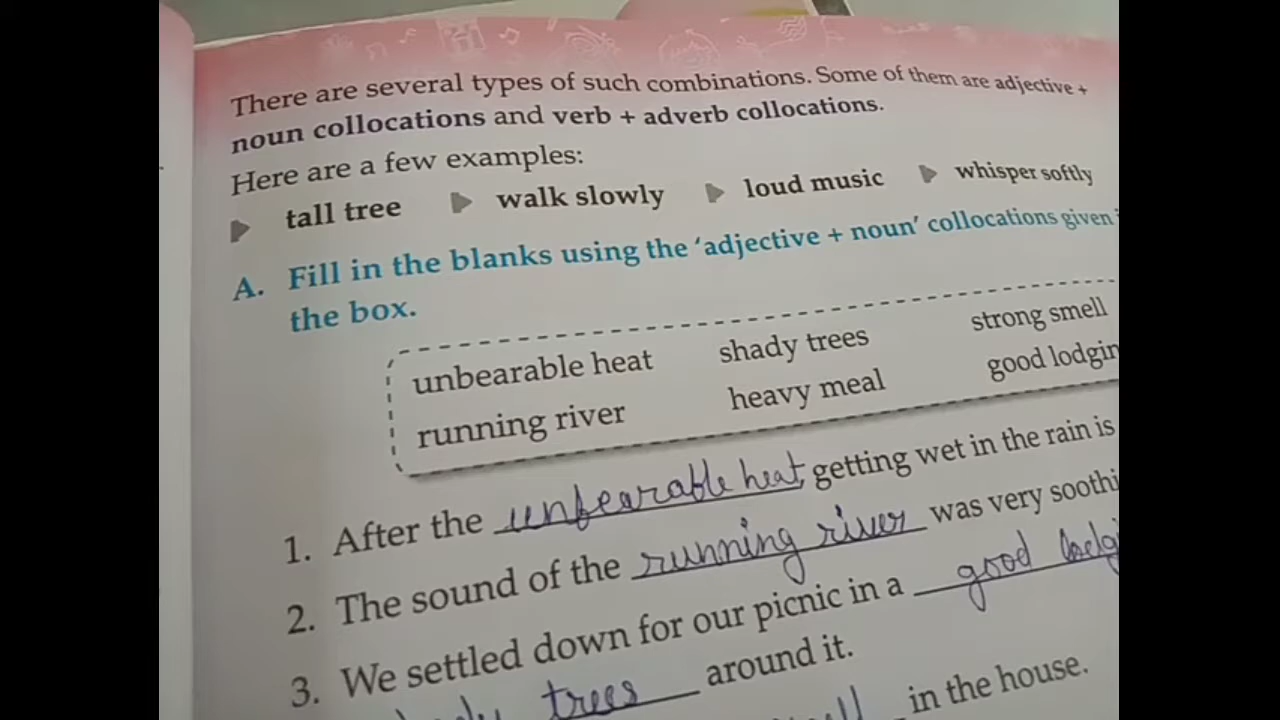 There are several types of such combinations. Some of them are adjective +
noun collocations and verb + adverb collocations.
Here are a few examples:
tall tree walk slowly loud music whisper softly
A. Fill in the blanks using the 'adjective + noun' collocations given
the box.
unbearable heat shady trees strong smell
running river heavy meal good lodgin
1. After the unbearable heat, getting wet in the rain is
2. The sound of the running river was very soothi
3. We settled down for our picnic in a good lodgi
trees around it.
in the house.